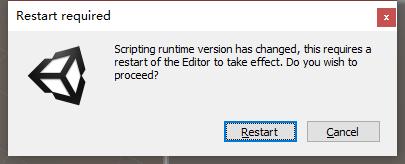 Restart required
x
Scripting runtime version has changed, this requires a
restart of the Editor to take effect. Do you wish to
proceed?
Restart
Cancel